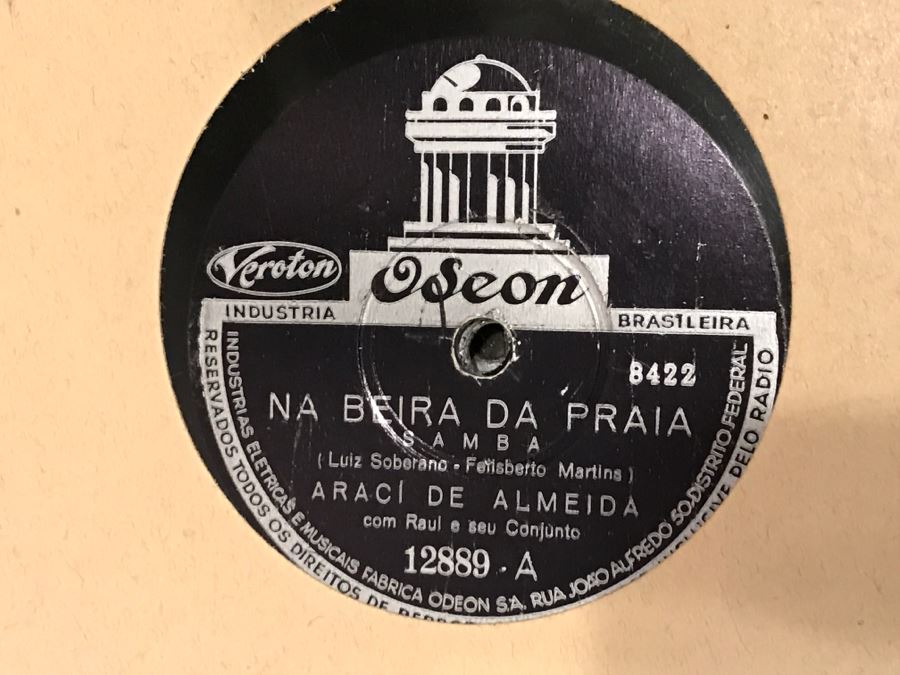 Veroton
Odeon
INDUSTRIA BRASILEIRA
8422
NA BEIRA DA PRAIA
SAMBA
(Luiz Soberano - Felisberto Martins)
ARACÍ DE ALMEIDA
com Raul e seu Conjunto
12889 - A
INDUSTRIAS ELETRICAS E MUSICAIS FABRICA ODEON S.A. RUA JOÃO ALFREDO 50, DISTRITO FEDERAL
RESERVADOS TODOS OS DIREITOS DE
PELO RADIO